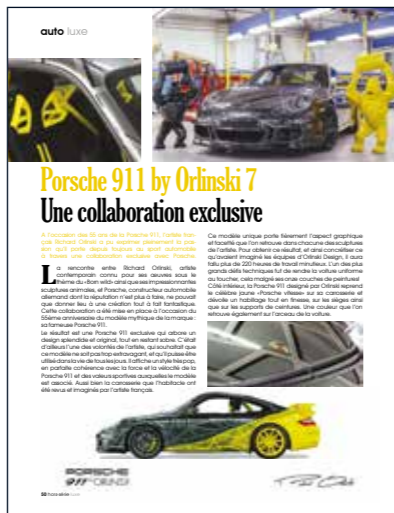 auto luxe
Porsche 911 by Orlinski 7
Une collaboration exclusive
À l'occasion des 55 ans de la Porsche 911, l'artiste fran-
çais Richard Orlinski a pu exprimer pleinement la pas-
sion qu'il porte depuis toujours au sport automobile
à travers une collaboration exclusive avec Porsche.
La rencontre entre Richard Orlinski, artiste
contemporain connu pour ses œuvres sous le
thème du «Born wild» ainsi que ses impressionnantes
sculptures animales, et Porsche, constructeur automobile
allemand dont la réputation n'est plus à faire, ne pouvait
que donner lieu à une création tout à fait fantastique.
Cette collaboration a été mise en place à l'occasion du
55ème anniversaire du modèle mythique de la marque :
sa fameuse Porsche 911.
Le résultat est une Porsche 911 exclusive qui arbore un
design splendide et original, tout en restant sobre. C'était
d'ailleurs l'une des volontés de l'artiste, qui souhaitait que
ce modèle ne soit pas trop extravagant, et qu'il puisse être
utilisé dans la vie de tous les jours. Il affiche un style très pop,
en parfaite cohérence avec la force et la vélocité de la
Porsche 911 et des valeurs sportives auxquelles le modèle
est associé. Aussi bien la carrosserie que l'habitacle ont
été revus et imaginés par l'artiste français.
Ce modèle unique porte fièrement l'aspect graphique
et facetté que l'on retrouve dans chacune des sculptures
de l'artiste. Pour obtenir ce résultat, et ainsi concrétiser ce
qu'avaient imaginé les équipes d'Orlinski Design, il aura
fallu plus de 220 heures de travail minutieux. L'un des plus
grands défis techniques fut de rendre la voiture uniforme
au toucher, cela malgré ses onze couches de peintures!
Côté intérieur, la Porsche 911 designée par Orlinski reprend
le célèbre jaune «Porsche vitesse» sur sa carrosserie et
dévoile un habillage tout en finesse, sur les sièges ainsi
que sur les supports de ceintures. Une couleur que l'on
retrouve également sur l'arceau de la voiture.
PORSCHE
911 ORLINSKI